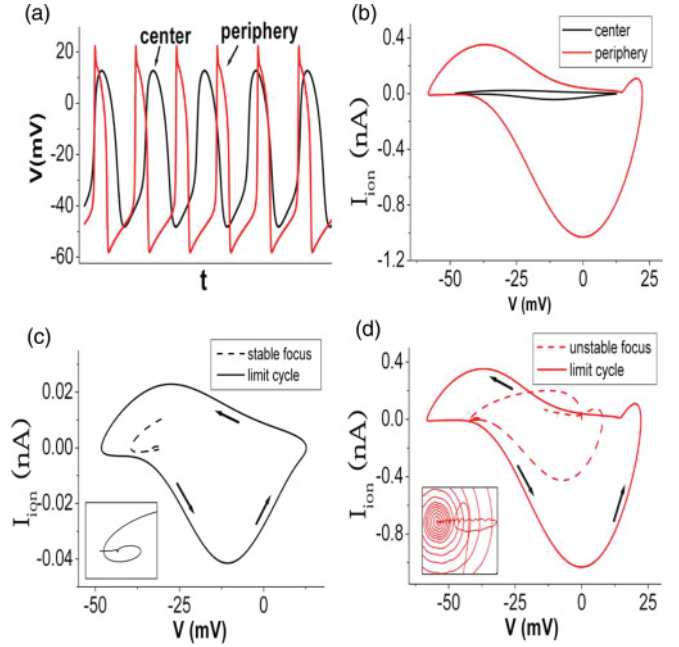 (a)
center
periphery
20
0
-20
-40
-60
V(mV)
t
(b)
center
periphery
0.4
0.0
-0.4
-0.8
-1.2
I_ion (nA)
-50
-25
0
25
V (mV)
(c)
stable focus
limit cycle
0.02
0.00
-0.02
-0.04
I_ion (nA)
-50
-25
0
V (mV)
(d)
unstable focus
limit cycle
0.4
0.0
-0.4
-0.8
I_ion (nA)
-50
-25
0
25
V (mV)